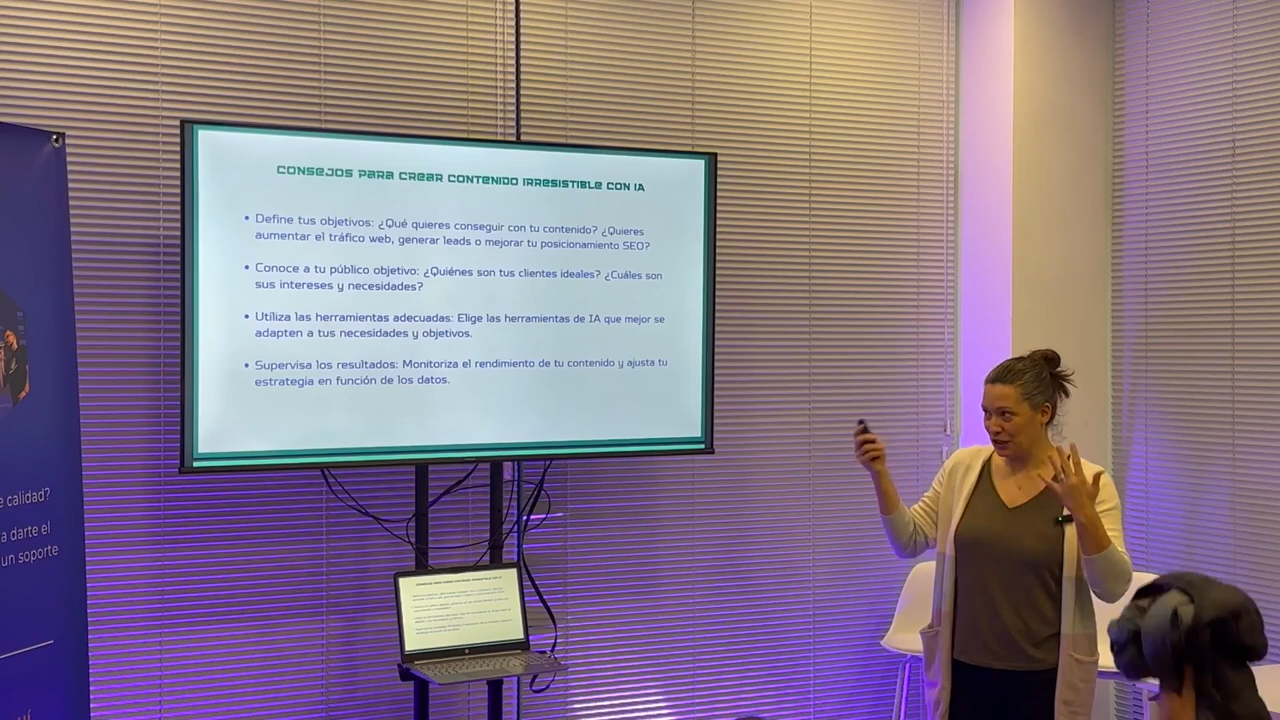 CONSEJOS PARA CREAR CONTENIDO IRRESISTIBLE CON IA
• Define tus objetivos: ¿Qué quieres conseguir con tu contenido? ¿Quieres
aumentar el tráfico web, generar leads o mejorar tu posicionamiento SEO?
• Conoce a tu público objetivo: ¿Quiénes son tus clientes ideales? ¿Cuáles son
sus intereses y necesidades?
• Utiliza las herramientas adecuadas: Elige las herramientas de IA que mejor se
adapten a tus necesidades y objetivos.
• Supervisa los resultados: Monitoriza el rendimiento de tu contenido y ajusta tu
estrategia en función de los datos.
calidad?
a darte el
un soporte